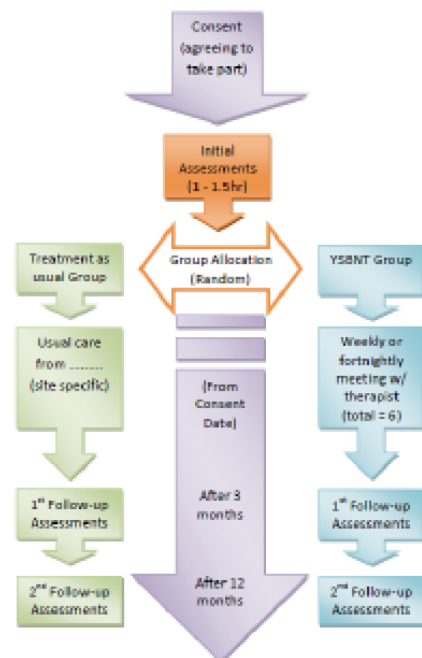 Consent
(agreeing to
take part)
Initial
Assessments
(1 - 1.5hr)
Group Allocation
(Random)
Treatment as
usual Group
YSBNT Group
Usual care
from .........
(site specific)
Weekly or
fortnightly
meeting w/
therapist
(total = 6)
(From
Consent
Date)
1st Follow-up
Assessments
After 3
months
1st Follow-up
Assessments
2nd Follow-up
Assessments
After 12
months
2nd Follow-up
Assessments